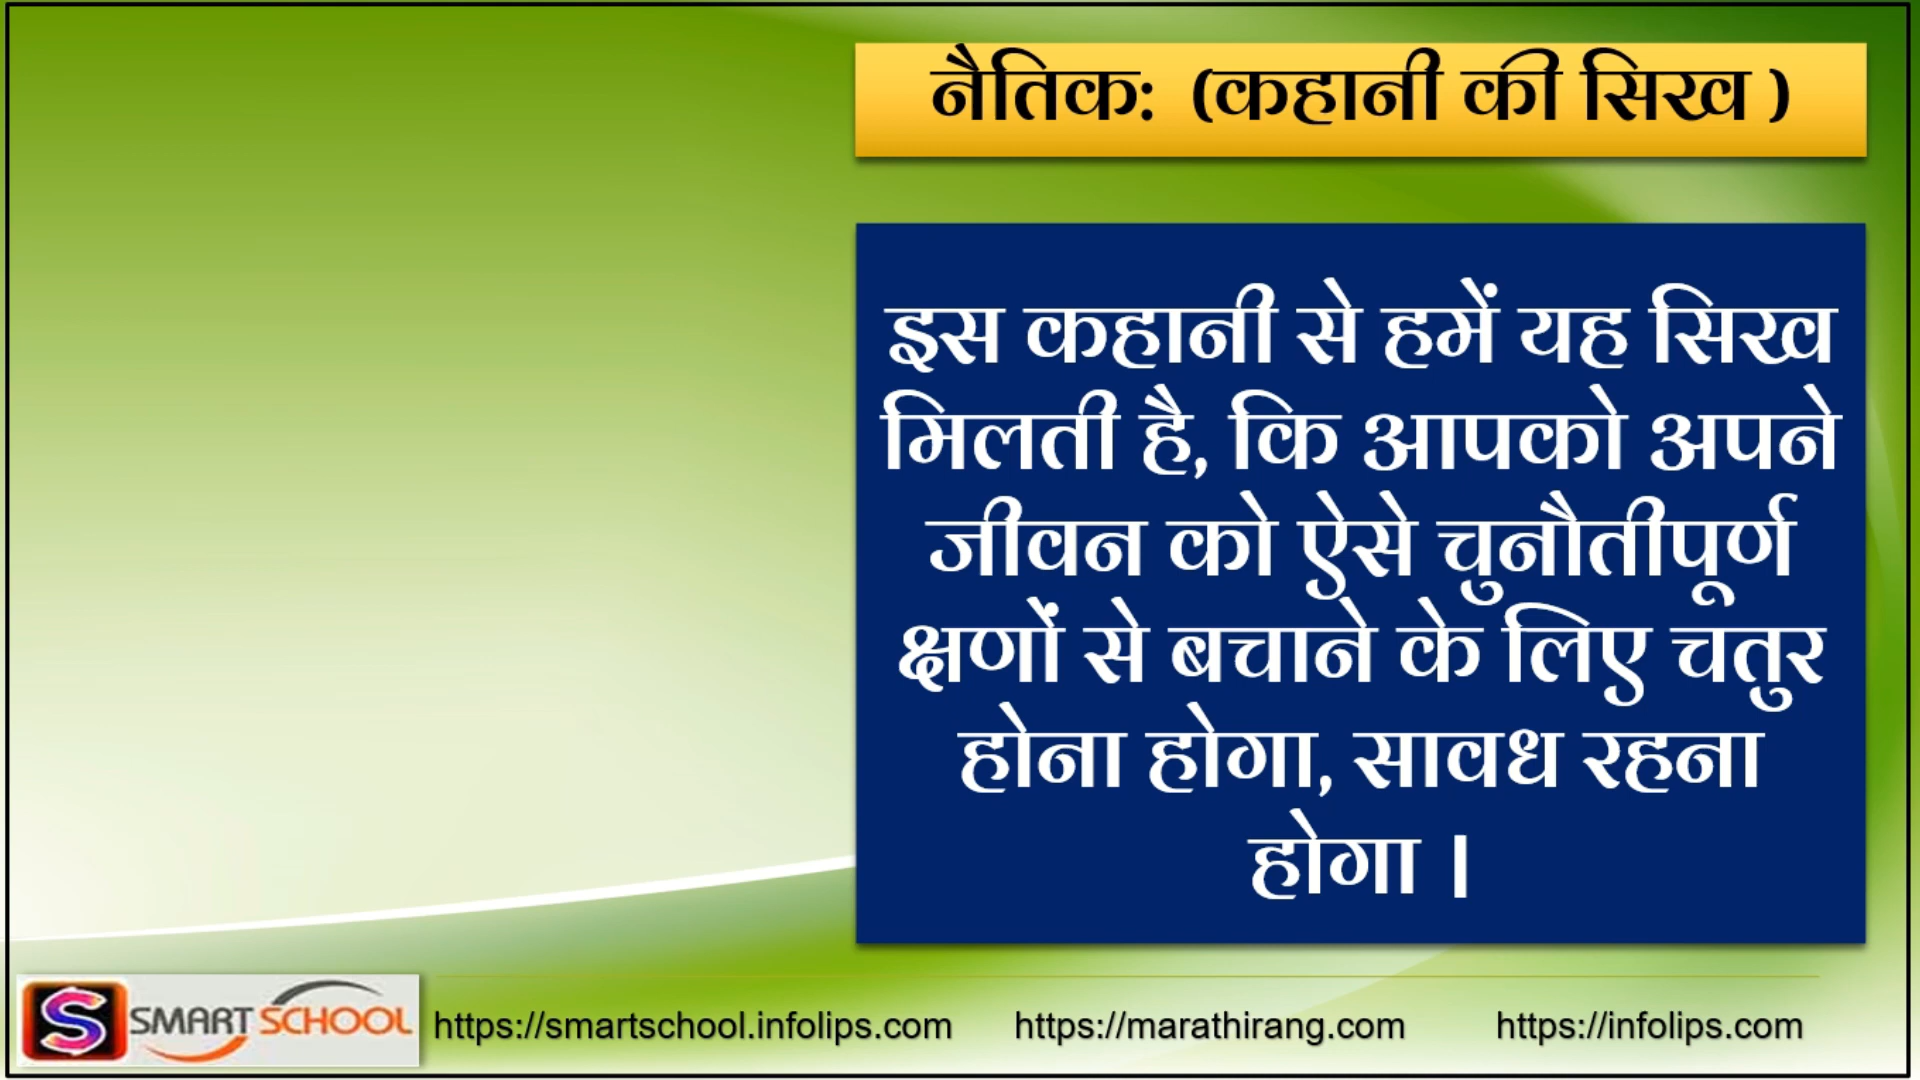 नैतिक: (कहानी की सिख )
इस कहानी से हमें यह सिख
मिलती है, कि आपको अपने
जीवन को ऐसे चुनौतीपूर्ण
क्षणों से बचाने के लिए चतुर
होना होगा, सावध रहना
होगा ।
S SMART SCHOOL
https://smartschool.infolips.com https://marathirang.com https://infolips.com